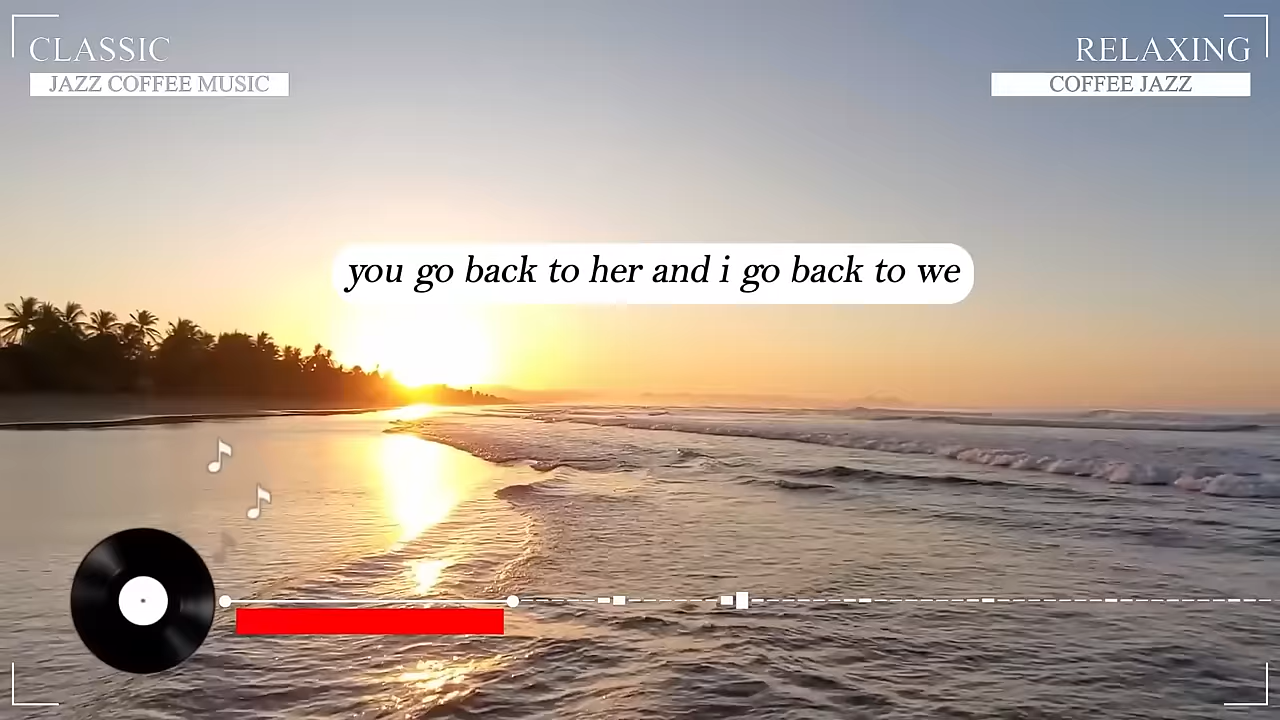 CLASSIC
JAZZ COFFEE MUSIC
RELAXING
COFFEE JAZZ
you go back to her and i go back to we